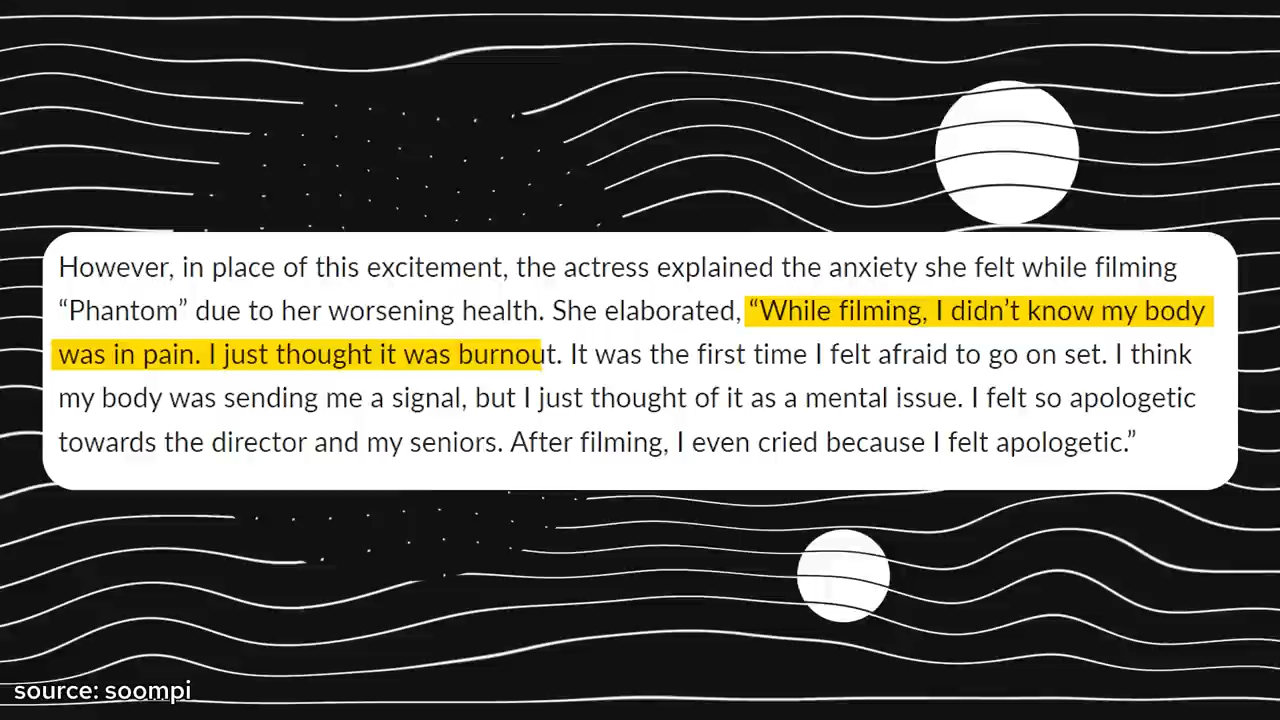 However, in place of this excitement, the actress explained the anxiety she felt while filming
“Phantom” due to her worsening health. She elaborated, “While filming, I didn’t know my body
was in pain. I just thought it was burnout. It was the first time I felt afraid to go on set. I think
my body was sending me a signal, but I just thought of it as a mental issue. I felt so apologetic
towards the director and my seniors. After filming, I even cried because I felt apologetic.”
source: soompi